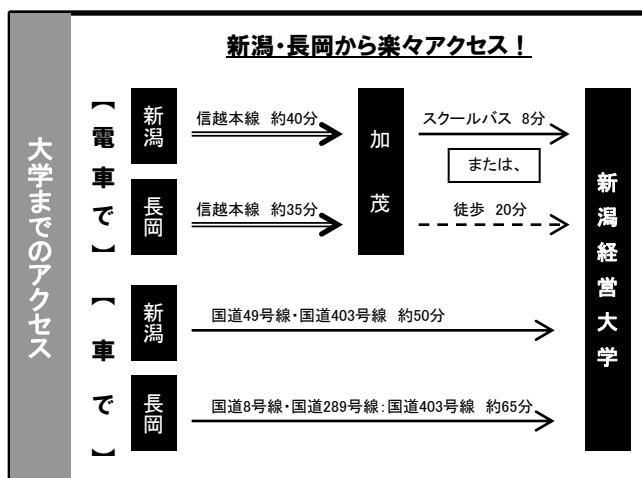 新潟・長岡から楽々アクセス！
大学までのアクセス
【電車で】
新潟
信越本線 約40分
長岡
信越本線 約35分
加茂
スクールバス 8分
または、
徒歩 20分
【車で】
新潟
国道49号線・国道403号線 約50分
長岡
国道8号線・国道289号線：国道403号線 約65分
新潟経営大学